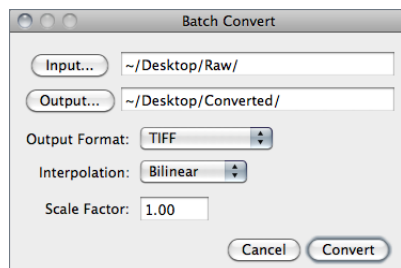 Batch Convert
Input... ~/Desktop/Raw/
Output... ~/Desktop/Converted/
Output Format: TIFF
Interpolation: Bilinear
Scale Factor: 1.00
Cancel Convert